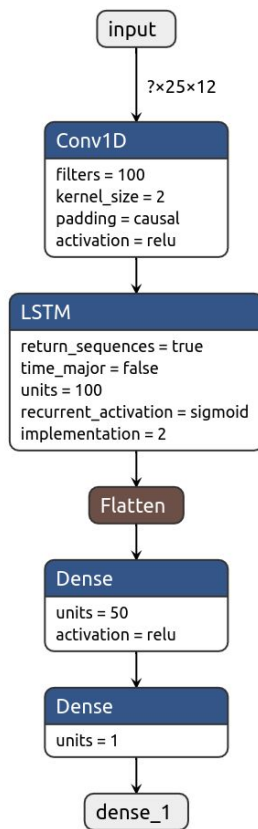 input
?×25×12
Conv1D
filters = 100
kernel_size = 2
padding = causal
activation = relu
LSTM
return_sequences = true
time_major = false
units = 100
recurrent_activation = sigmoid
implementation = 2
Flatten
Dense
units = 50
activation = relu
Dense
units = 1
dense_1